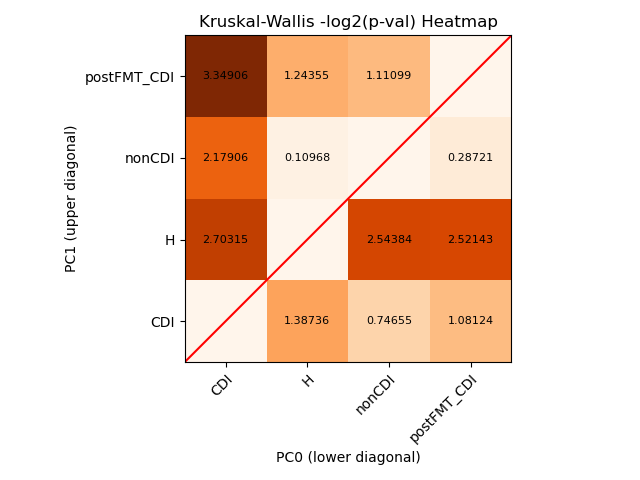 Kruskal-Wallis -log2(p-val) Heatmap
PC1 (upper diagonal)
postFMT_CDI 3.34906 1.24355 1.11099
nonCDI 2.17906 0.10968 0.28721
H 2.70315 2.54384 2.52143
CDI 1.38736 0.74655 1.08124
CDI H nonCDI postFMT_CDI
PC0 (lower diagonal)